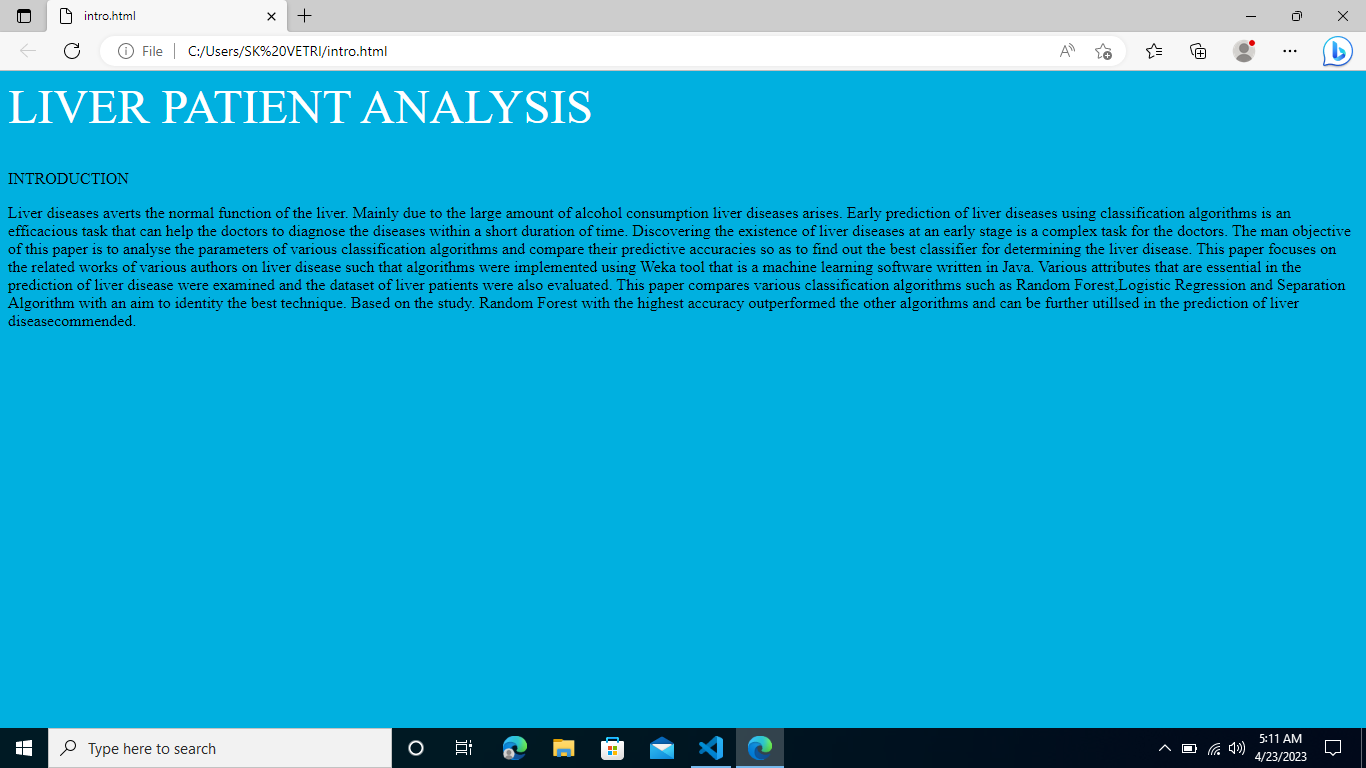 intro.html
File
C:/Users/SK%20VETRI/intro.html
LIVER PATIENT ANALYSIS
INTRODUCTION
Liver diseases averts the normal function of the liver. Mainly due to the large amount of alcohol consumption liver diseases arises. Early prediction of liver diseases using classification algorithms is an
efficacious task that can help the doctors to diagnose the diseases within a short duration of time. Discovering the existence of liver diseases at an early stage is a complex task for the doctors. The man objective
of this paper is to analyse the parameters of various classification algorithms and compare their predictive accuracies so as to find out the best classifier for determining the liver disease. This paper focuses on
the related works of various authors on liver disease such that algorithms were implemented using Weka tool that is a machine learning software written in Java. Various attributes that are essential in the
prediction of liver disease were examined and the dataset of liver patients were also evaluated. This paper compares various classification algorithms such as Random Forest,Logistic Regression and Separation
Algorithm with an aim to identity the best technique. Based on the study. Random Forest with the highest accuracy outperformed the other algorithms and can be further utillsed in the prediction of liver
diseasecommended.
Type here to search
5:11 AM
4/23/2023